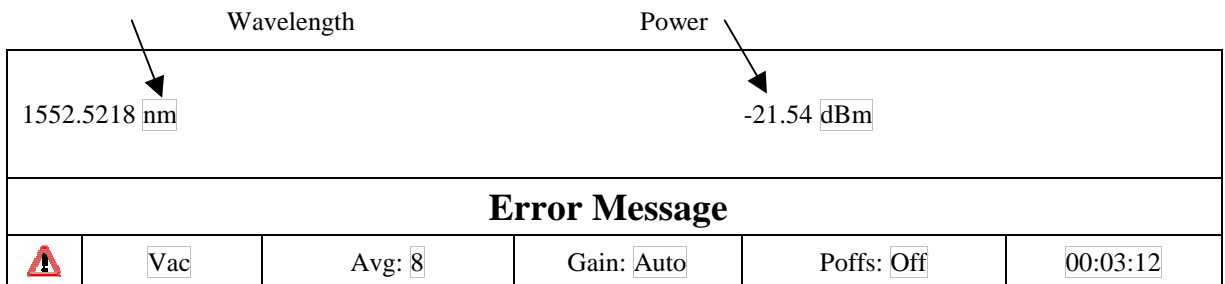 Wavelength Power
1552.5218 nm -21.54 dBm
Error Message
Vac Avg: 8 Gain: Auto Poffs: Off 00:03:12